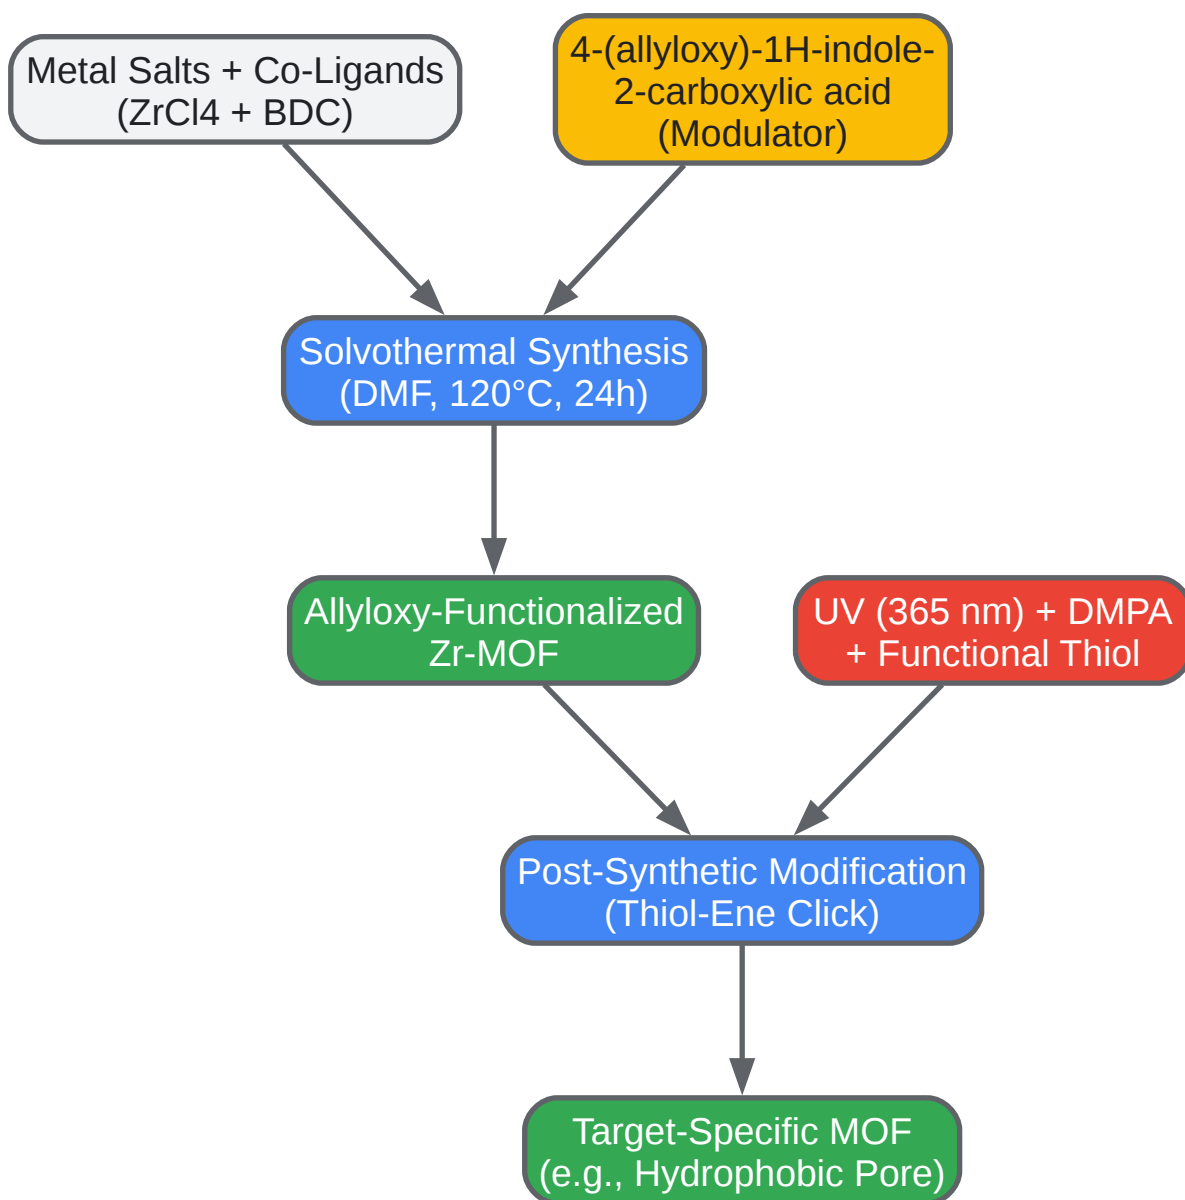 Metal Salts + Co-Ligands
(ZrCl4 + BDC)
4-(allyloxy)-1H-indole-
2-carboxylic acid
(Modulator)
Solvothermal Synthesis
(DMF, 120°C, 24h)
Allyloxy-Functionalized
Zr-MOF
UV (365 nm) + DMPA
+ Functional Thiol
Post-Synthetic Modification
(Thiol-Ene Click)
Target-Specific MOF
(e.g., Hydrophobic Pore)